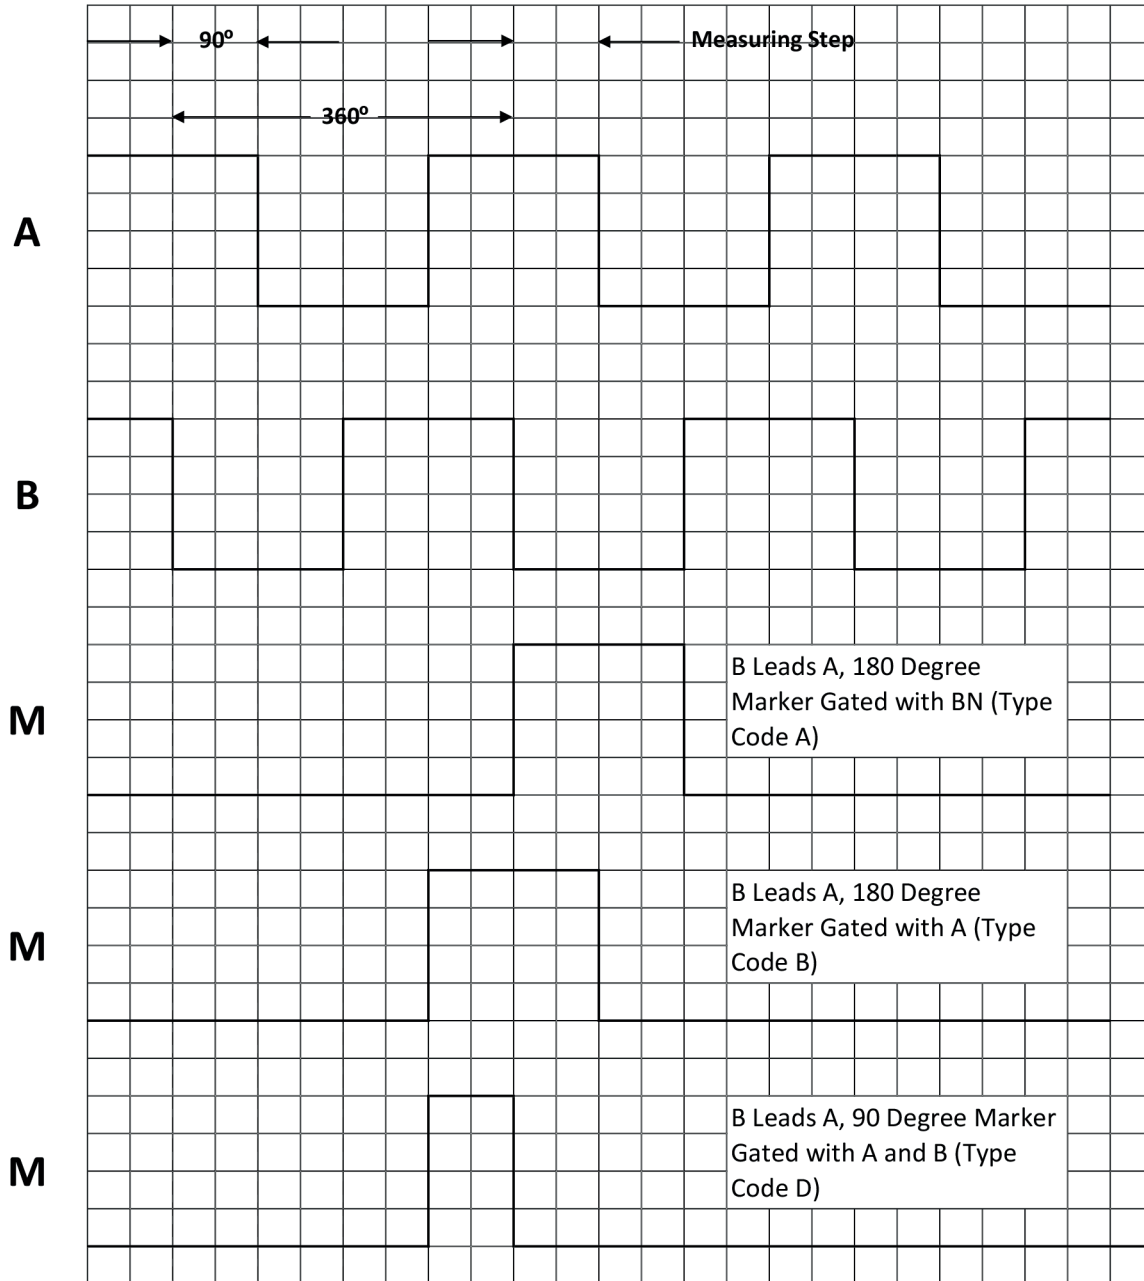 90º
Measuring Step
360º
A
B
M
B Leads A, 180 Degree
Marker Gated with BN (Type
Code A)
M
B Leads A, 180 Degree
Marker Gated with A (Type
Code B)
M
B Leads A, 90 Degree Marker
Gated with A and B (Type
Code D)